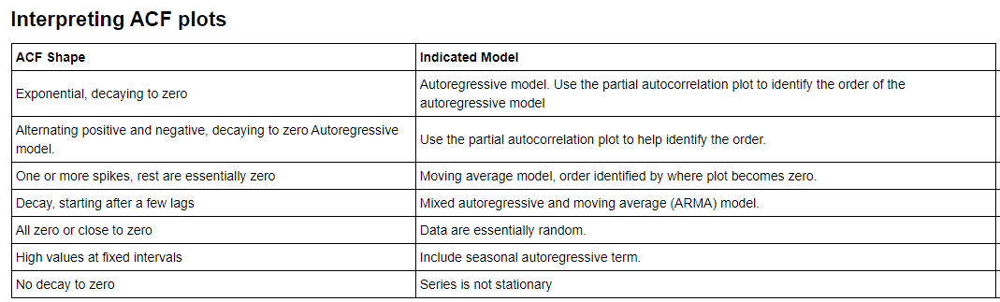 Interpreting ACF plots
ACF Shape
Indicated Model
Exponential, decaying to zero
Autoregressive model. Use the partial autocorrelation plot to identify the order of the
autoregressive model
Alternating positive and negative, decaying to zero Autoregressive
model.
Use the partial autocorrelation plot to help identify the order.
One or more spikes, rest are essentially zero
Moving average model, order identified by where plot becomes zero.
Decay, starting after a few lags
Mixed autoregressive and moving average (ARMA) model.
All zero or close to zero
Data are essentially random.
High values at fixed intervals
Include seasonal autoregressive term.
No decay to zero
Series is not stationary